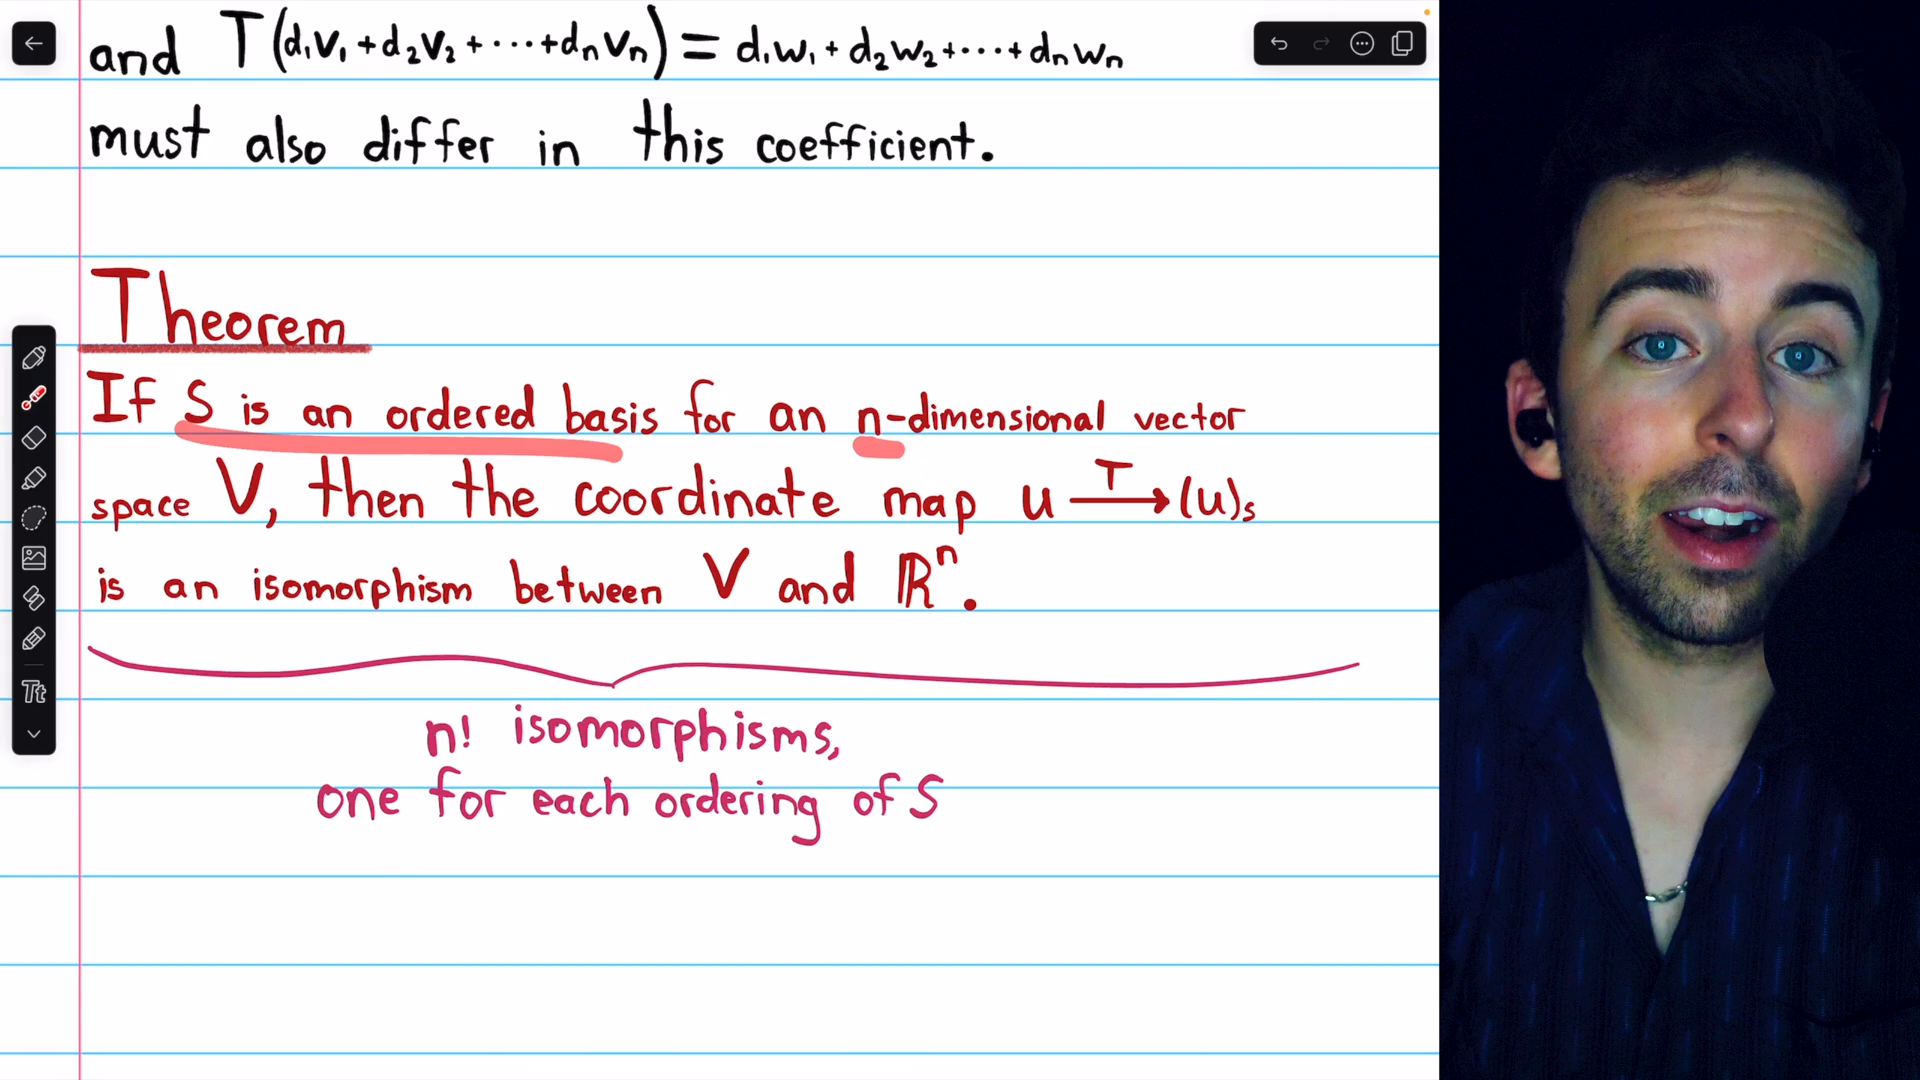 and T(d₁v₁+d₂v₂+⋯+dₙvₙ) = d₁w₁+d₂w₂+⋯+dₙwₙ
must also differ in this coefficient.
Theorem
If S is an ordered basis for an n-dimensional vector
space V, then the coordinate map u \xrightarrow{T} (u)ₛ
is an isomorphism between V and ℝⁿ.
n! isomorphisms,
one for each ordering of S
Tt